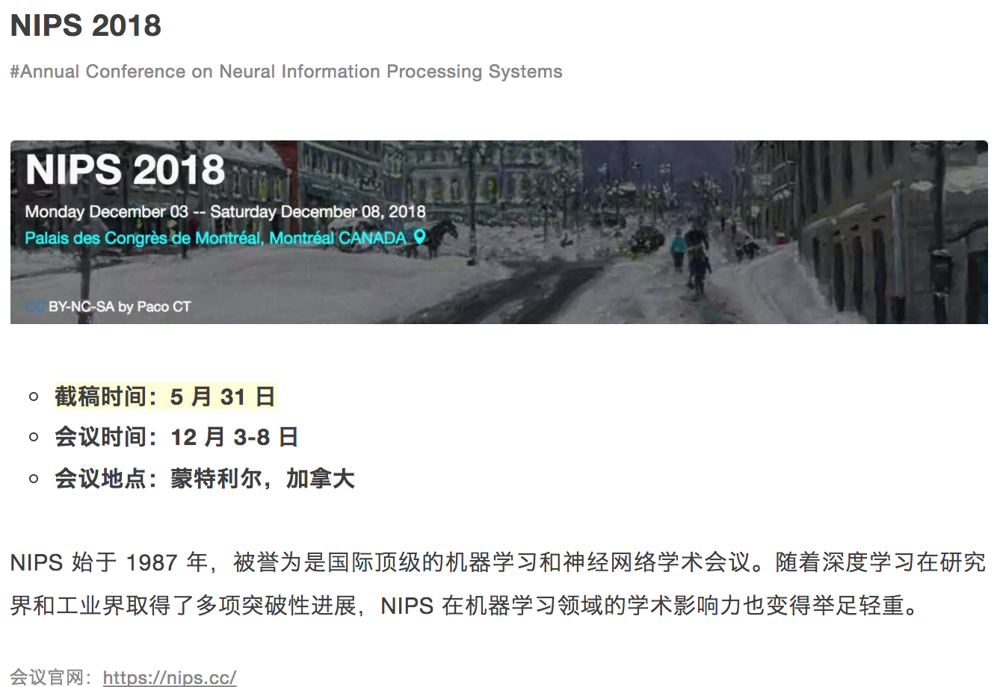 NIPS 2018
#Annual Conference on Neural Information Processing Systems
NIPS 2018
Monday December 03 -- Saturday December 08, 2018
Palais des Congrès de Montréal, Montréal CANADA
CC BY-NC-SA by Paco CT
截稿时间：5 月 31 日
会议时间：12 月 3-8 日
会议地点：蒙特利尔，加拿大
NIPS 始于 1987 年，被誉为是国际顶级的机器学习和神经网络学术会议。随着深度学习在研究
界和工业界取得了多项突破性进展，NIPS 在机器学习领域的学术影响力也变得举足轻重。
会议官网：https://nips.cc/